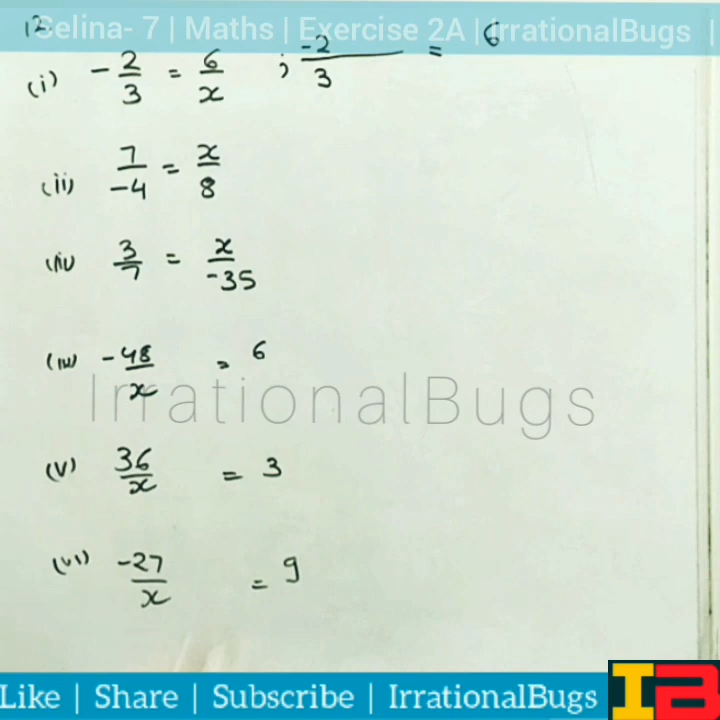 Selina- 7 | Maths | Exercise 2A | IrrationalBugs |
12
(i) -2/3 = 6/x ; -2/3 = 6
(ii) 7/-4 = x/8
(iii) 3/7 = x/-35
(iv) -48/x = 6
IrrationalBugs
(v) 36/x = 3
(vi) -27/x = 9
Like | Share | Subscribe | IrrationalBugs
IB